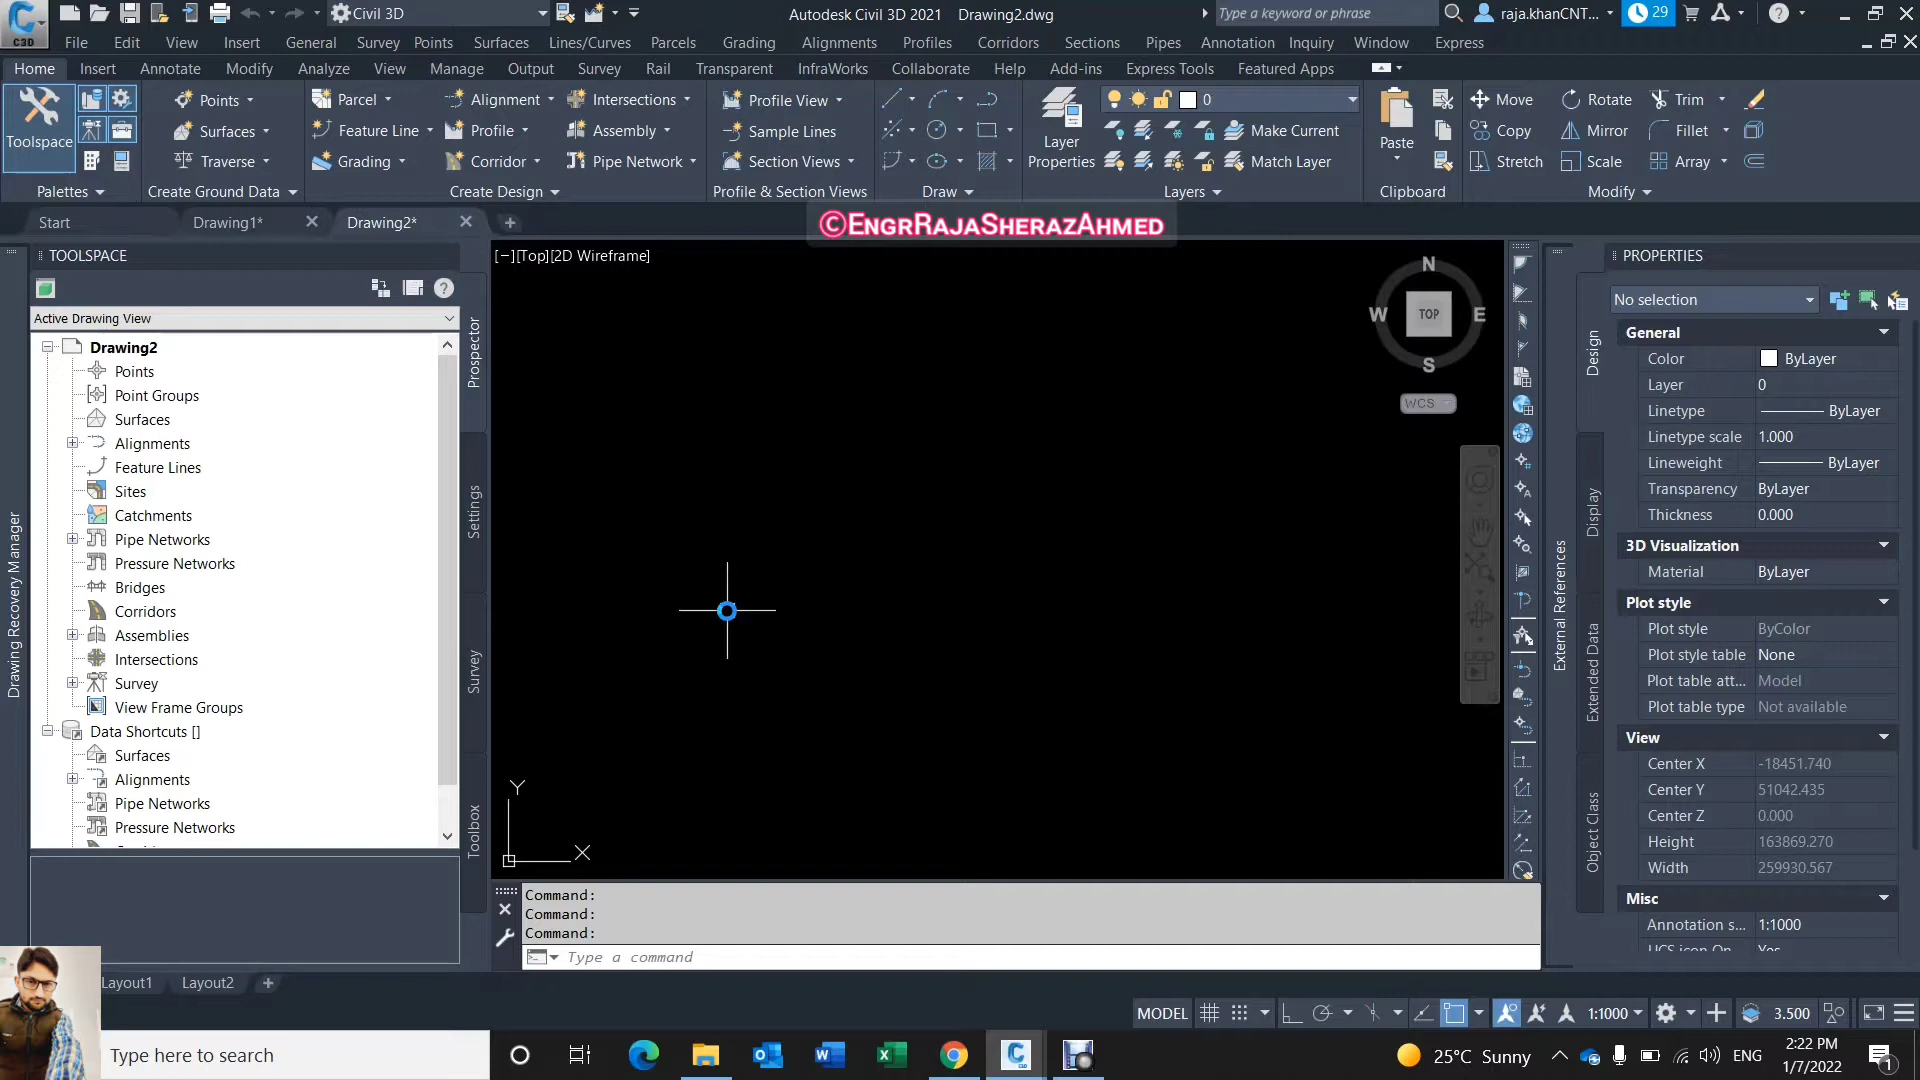 C3D
Civil 3D
Autodesk Civil 3D 2021 Drawing2.dwg
Type a keyword or phrase
raja.khanCNT...
29
File Edit View Insert General Survey Points Surfaces Lines/Curves Parcels Grading Alignments Profiles Corridors Sections Pipes Annotation Inquiry Window Express
Home Insert Annotate Modify Analyze View Manage Output Survey Rail Transparent InfraWorks Collaborate Help Add-ins Express Tools Featured Apps
Points Parcel Alignment Intersections Profile View 0 Move Rotate Trim
Toolspace Surfaces Feature Line Profile Assembly Sample Lines Layer Properties Make Current Paste Copy Mirror Fillet
Traverse Grading Corridor Pipe Network Section Views Match Layer Stretch Scale Array
Palettes Create Ground Data Create Design Profile & Section Views Draw Layers Clipboard Modify
Start Drawing1* Drawing2*
©EngrRajaSherazAhmed
TOOLSPACE
Active Drawing View
Drawing2
Points
Point Groups
Surfaces
Alignments
Feature Lines
Sites
Catchments
Pipe Networks
Pressure Networks
Bridges
Corridors
Assemblies
Intersections
Survey
View Frame Groups
Data Shortcuts []
Surfaces
Alignments
Pipe Networks
Pressure Networks
Drawing Recovery Manager
Prospector
Settings
Survey
Toolbox
[−][Top][2D Wireframe]
N
W TOP E
S
WCS
Y
X
Command:
Command:
Command:
Type a command
External References
Design
Display
Extended Data
Object Class
PROPERTIES
No selection
General
Color ByLayer
Layer 0
Linetype ByLayer
Linetype scale 1.000
Lineweight ByLayer
Transparency ByLayer
Thickness 0.000
3D Visualization
Material ByLayer
Plot style
Plot style ByColor
Plot style table None
Plot table att... Model
Plot table type Not available
View
Center X -18451.740
Center Y 51042.435
Center Z 0.000
Height 163869.270
Width 259930.567
Misc
Annotation s... 1:1000
UCS icon On Yes
Layout1 Layout2
MODEL 1:1000 3.500
Type here to search
25°C Sunny
ENG
2:22 PM
1/7/2022
1